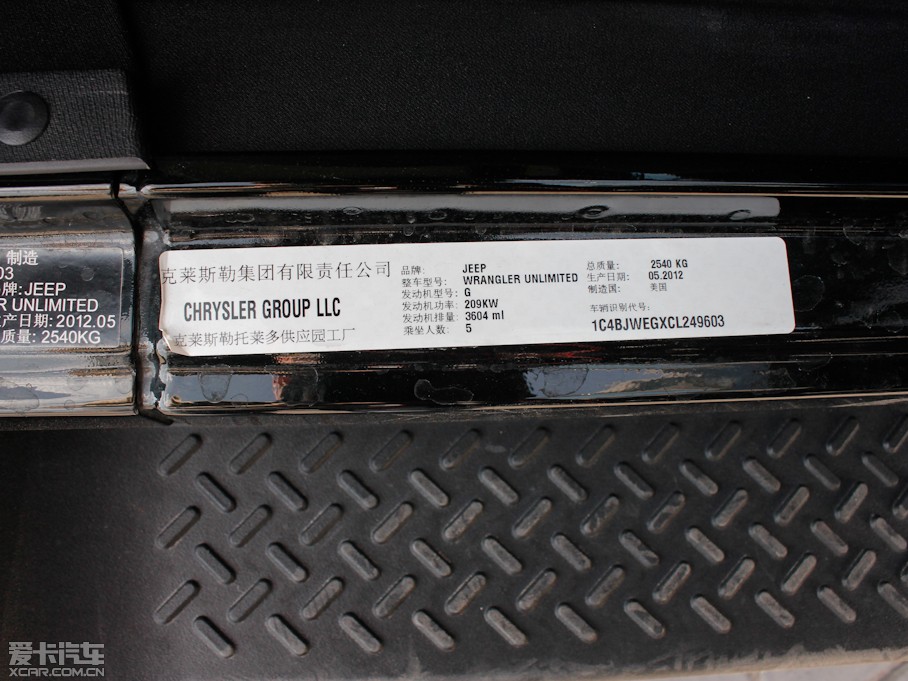 制造
03
牌:JEEP
ER UNLIMITED
产日期:2012.05
质量: 2540KG
克莱斯勒集团有限责任公司
CHRYSLER GROUP LLC
克莱斯勒托莱多供应园工厂
品牌: JEEP
整车型号: WRANGLER UNLIMITED
发动机型号: G
发动机功率: 209KW
发动机排量: 3604 ml
乘坐人数: 5
总质量: 2540 KG
生产日期: 05.2012
制造国: 美国
车辆识别代号:
1C4BJWEGXCL249603
爱卡汽车
XCAR.COM.CN